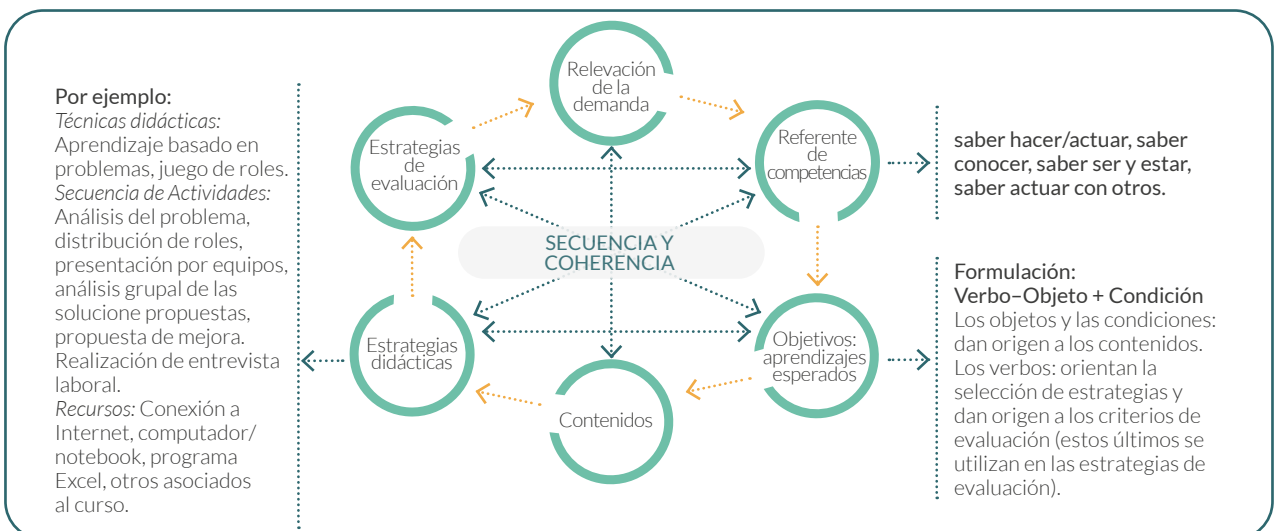 Por ejemplo:
Técnicas didácticas:
Aprendizaje basado en
problemas, juego de roles.
Secuencia de Actividades:
Análisis del problema,
distribución de roles,
presentación por equipos,
análisis grupal de las
solucione propuestas,
propuesta de mejora.
Realización de entrevista
laboral.
Recursos: Conexión a
Internet, computador/
notebook, programa
Excel, otros asociados
al curso.
Relevación
de la
demanda
Estrategias
de
evaluación
Referente
de
competencias
SECUENCIA Y
COHERENCIA
Estrategias
didácticas
Objetivos:
aprendizajes
esperados
Contenidos
saber hacer/actuar, saber
conocer, saber ser y estar,
saber actuar con otros.
Formulación:
Verbo–Objeto + Condición
Los objetos y las condiciones:
dan origen a los contenidos.
Los verbos: orientan la
selección de estrategias y
dan origen a los criterios de
evaluación (estos últimos se
utilizan en las estrategias de
evaluación).